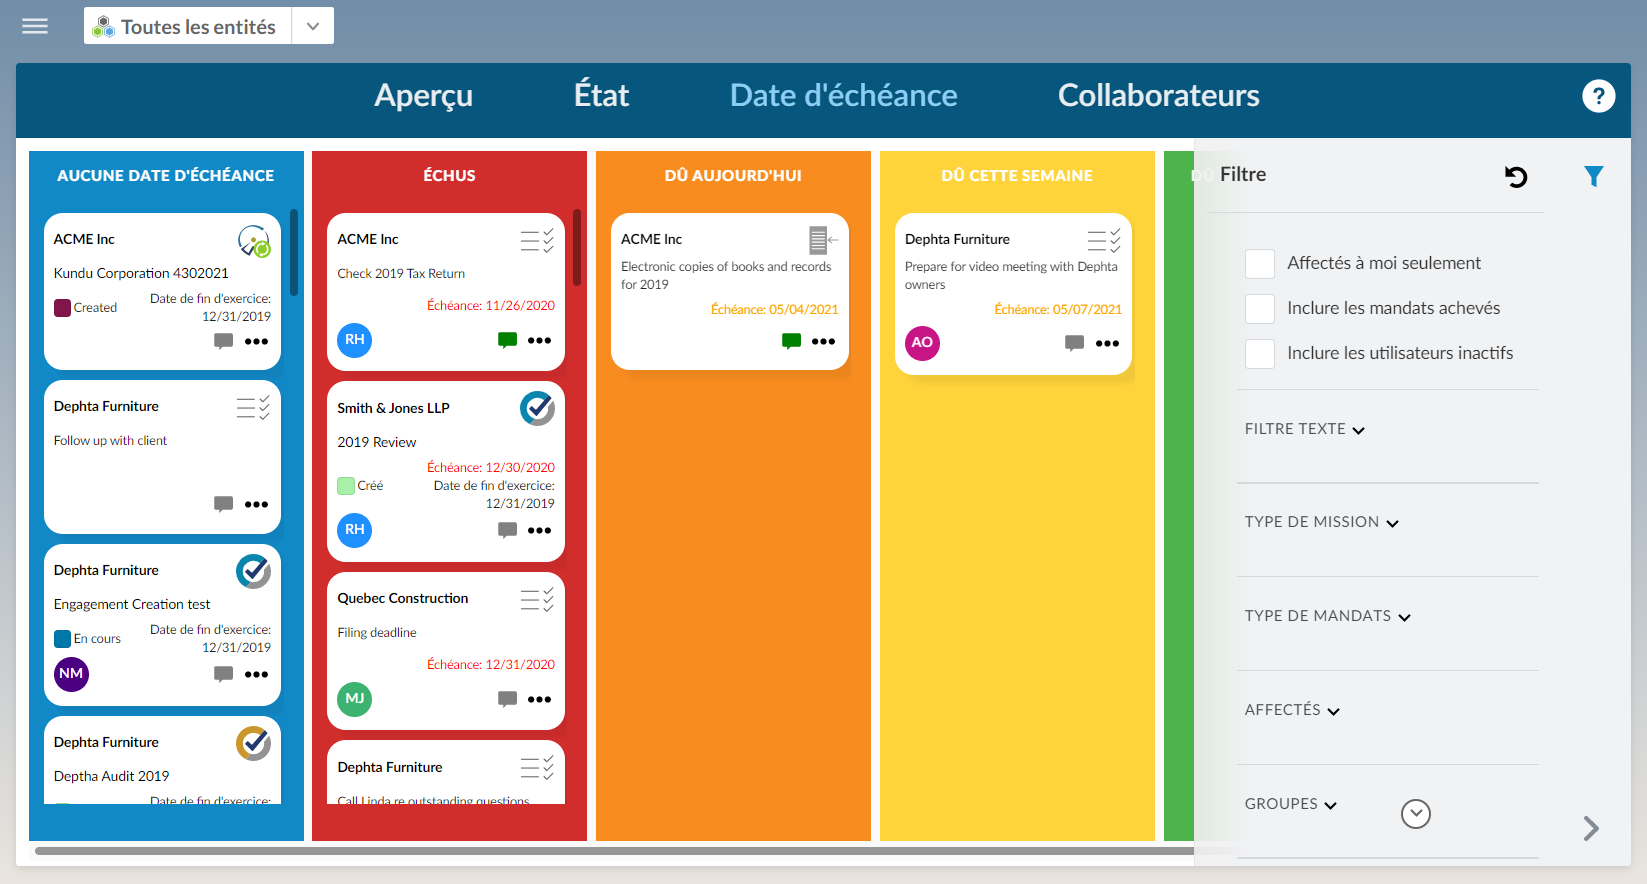 Toutes les entités
Aperçu
État
Date d'échéance
Collaborateurs
?
AUCUNE DATE D'ÉCHÉANCE
ACME Inc
Kundu Corporation 4302021
Created
Date de fin d'exercice:
12/31/2019
Dephta Furniture
Follow up with client
Dephta Furniture
Engagement Creation test
En cours
Date de fin d'exercice:
12/31/2019
NM
Dephta Furniture
Deptha Audit 2019
Date de fin d'exercice:
ÉCHUS
ACME Inc
Check 2019 Tax Return
Échéance: 11/26/2020
RH
Smith & Jones LLP
2019 Review
Échéance: 12/30/2020
Créé
Date de fin d'exercice:
12/31/2019
RH
Quebec Construction
Filing deadline
Échéance: 12/31/2020
MJ
Dephta Furniture
Call Linda re outstanding questions
DÛ AUJOURD'HUI
ACME Inc
Electronic copies of books and records
for 2019
Échéance: 05/04/2021
DÛ CETTE SEMAINE
Dephta Furniture
Prepare for video meeting with Dephta
owners
Échéance: 05/07/2021
AO
DÛ
Filtre
Affectés à moi seulement
Inclure les mandats achevés
Inclure les utilisateurs inactifs
FILTRE TEXTE
TYPE DE MISSION
TYPE DE MANDATS
AFFECTÉS
GROUPES